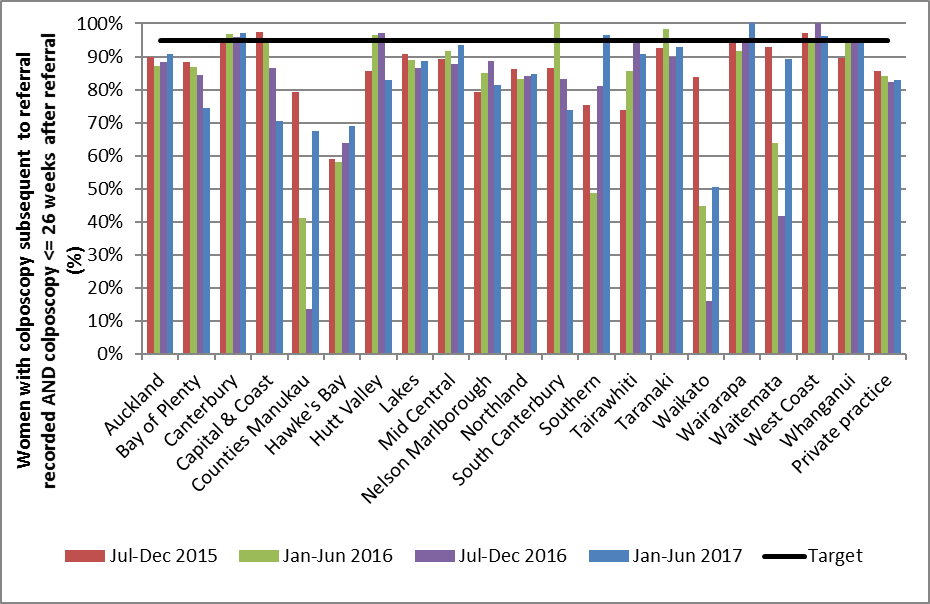 Women with colposcopy subsequent to referral
recorded AND colposcopy <= 26 weeks after referral
(%)
100%
90%
80%
70%
60%
50%
40%
30%
20%
10%
0%
Auckland
Bay of Plenty
Canterbury
Capital & Coast
Counties Manukau
Hawke's Bay
Hutt Valley
Lakes
Mid Central
Nelson Marlborough
Northland
South Canterbury
Southern
Tairawhiti
Taranaki
Waikato
Wairarapa
Waitemata
West Coast
Whanganui
Private practice
Jul-Dec 2015 Jan-Jun 2016 Jul-Dec 2016 Jan-Jun 2017 Target